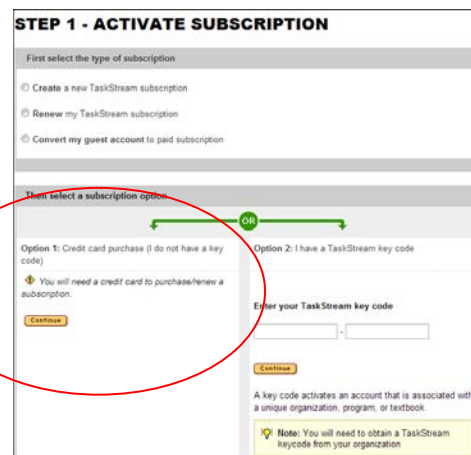 STEP 1 - ACTIVATE SUBSCRIPTION
First select the type of subscription
Create a new TaskStream subscription
Renew my TaskStream subscription
Convert my guest account to paid subscription
Then select a subscription option
OR
Option 1: Credit card purchase (I do not have a key
code)
You will need a credit card to purchase/renew a
subscription.
Continue
Option 2: I have a TaskStream key code
Enter your TaskStream key code
-
Continue
A key code activates an account that is associated with
a unique organization, program, or textbook.
Note: You will need to obtain a TaskStream
keycode from your organization